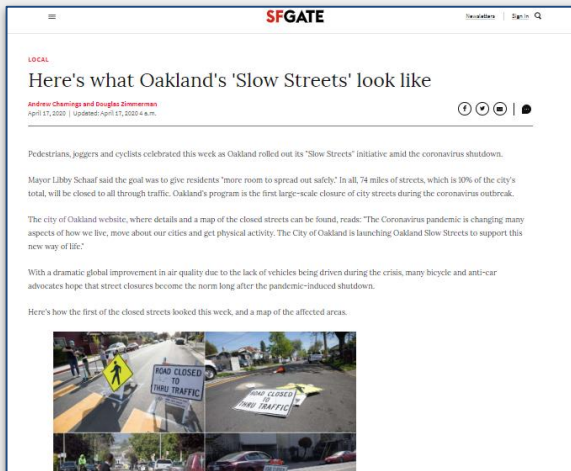 SFGATE
Newsletters
Sign In
LOCAL
Here's what Oakland's 'Slow Streets' look like
Andrew Chamings and Douglas Zimmerman
April 17, 2020 | Updated: April 17, 2020 4 a.m.
Pedestrians, joggers and cyclists celebrated this week as Oakland rolled out its "Slow Streets" initiative amid the coronavirus shutdown.
Mayor Libby Schaaf said the goal was to give residents "more room to spread out safely." In all, 74 miles of streets, which is 10% of the city's
total, will be closed to all through traffic. Oakland's program is the first large-scale closure of city streets during the coronavirus outbreak.
The city of Oakland website, where details and a map of the closed streets can be found, reads: "The Coronavirus pandemic is changing many
aspects of how we live, move about our cities and get physical activity. The City of Oakland is launching Oakland Slow Streets to support this
new way of life."
With a dramatic global improvement in air quality due to the lack of vehicles being driven during the crisis, many bicycle and anti-car
advocates hope that street closures become the norm long after the pandemic-induced shutdown.
Here's how the first of the closed streets looked this week, and a map of the affected areas.
ROAD CLOSED
TO
THRU TRAFFIC
ROAD CLOSED
TO
THRU TRAFFIC